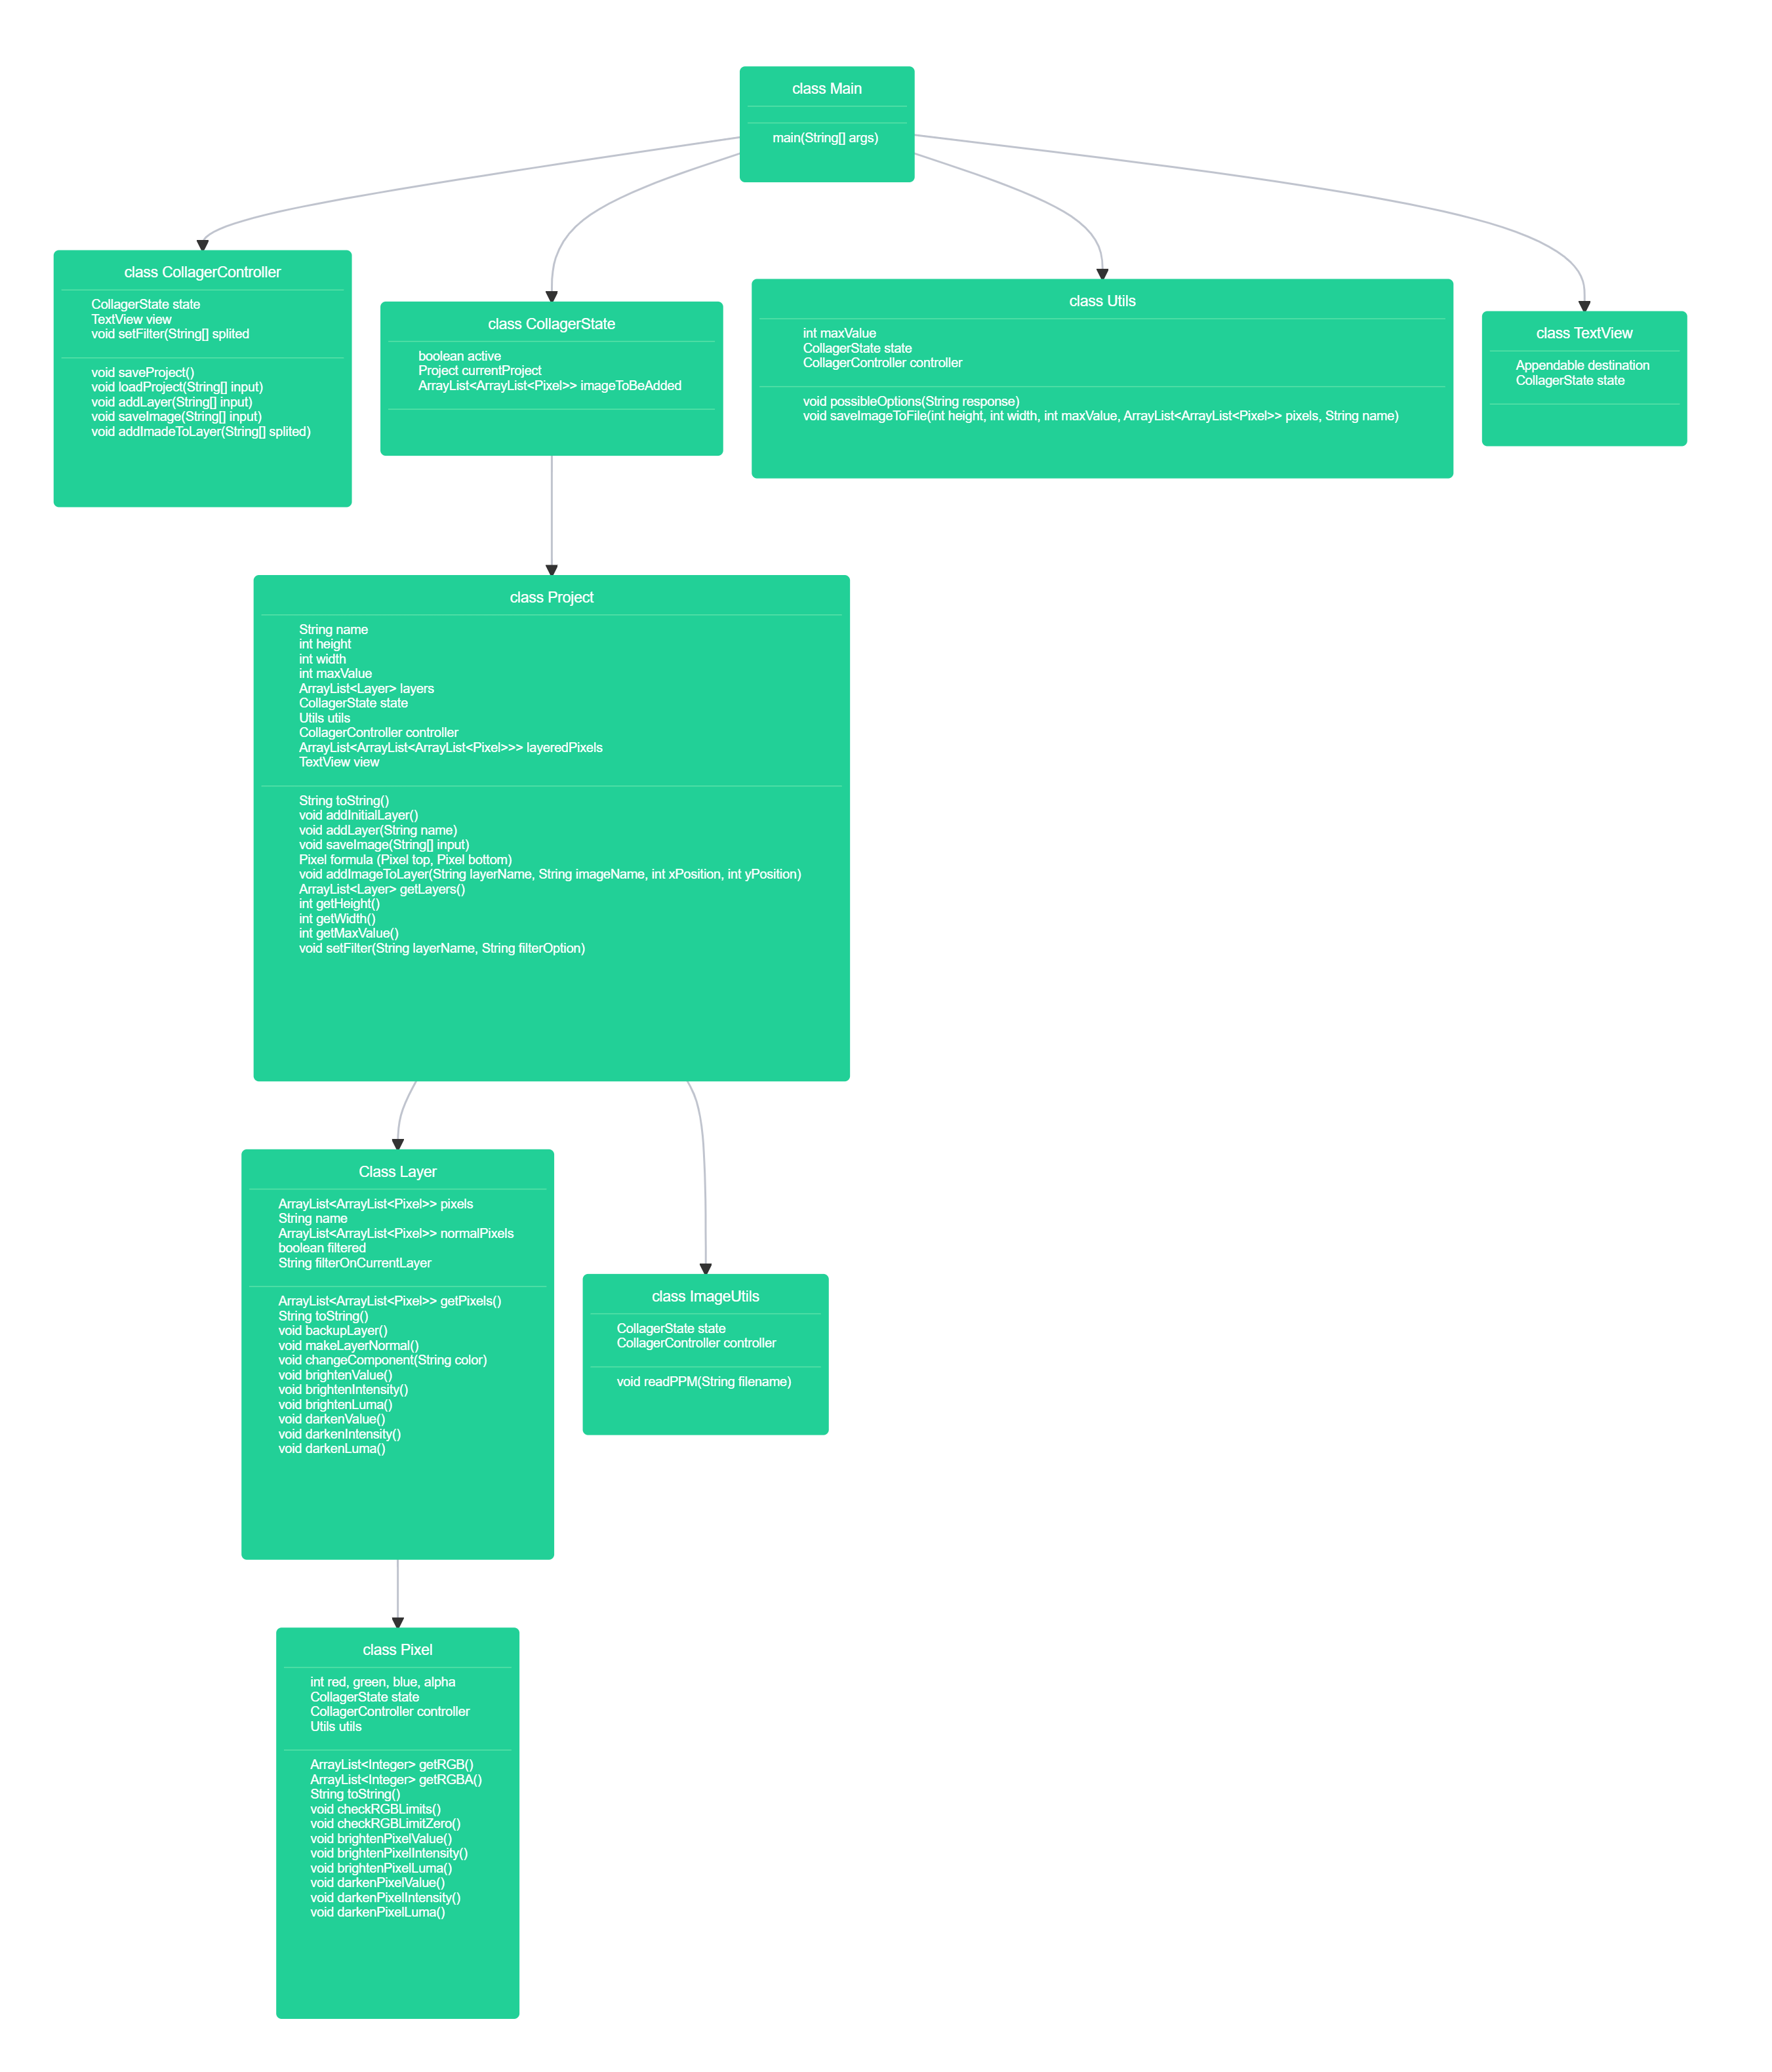 class Main
main(String[] args)
class CollagerController
CollagerState state
TextView view
void setFilter(String[] splited
void saveProject()
void loadProject(String[] input)
void addLayer(String[] input)
void saveImage(String[] input)
void addImadeToLayer(String[] splited)
class CollagerState
boolean active
Project currentProject
ArrayList<ArrayList<Pixel>> imageToBeAdded
class Utils
int maxValue
CollagerState state
CollagerController controller
void possibleOptions(String response)
void saveImageToFile(int height, int width, int maxValue, ArrayList<ArrayList<Pixel>> pixels, String name)
class TextView
Appendable destination
CollagerState state
class Project
String name
int height
int width
int maxValue
ArrayList<Layer> layers
CollagerState state
Utils utils
CollagerController controller
ArrayList<ArrayList<ArrayList<Pixel>>> layeredPixels
TextView view
String toString()
void addInitialLayer()
void addLayer(String name)
void saveImage(String[] input)
Pixel formula (Pixel top, Pixel bottom)
void addImageToLayer(String layerName, String imageName, int xPosition, int yPosition)
ArrayList<Layer> getLayers()
int getHeight()
int getWidth()
int getMaxValue()
void setFilter(String layerName, String filterOption)
Class Layer
ArrayList<ArrayList<Pixel>> pixels
String name
ArrayList<ArrayList<Pixel>> normalPixels
boolean filtered
String filterOnCurrentLayer
ArrayList<ArrayList<Pixel>> getPixels()
String toString()
void backupLayer()
void makeLayerNormal()
void changeComponent(String color)
void brightenValue()
void brightenIntensity()
void brightenLuma()
void darkenValue()
void darkenIntensity()
void darkenLuma()
class ImageUtils
CollagerState state
CollagerController controller
void readPPM(String filename)
class Pixel
int red, green, blue, alpha
CollagerState state
CollagerController controller
Utils utils
ArrayList<Integer> getRGB()
ArrayList<Integer> getRGBA()
String toString()
void checkRGBLimits()
void checkRGBLimitZero()
void brightenPixelValue()
void brightenPixelIntensity()
void brightenPixelLuma()
void darkenPixelValue()
void darkenPixelIntensity()
void darkenPixelLuma()